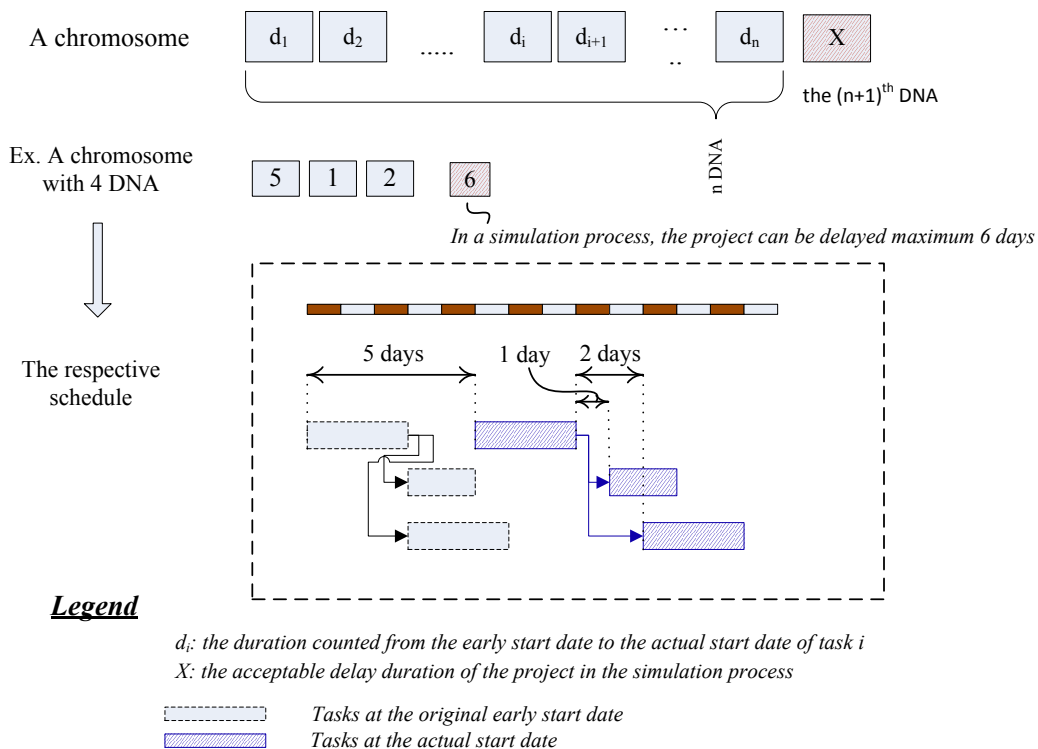 A chromosome
d1 d2 ..... di di+1 ... .. dn X
the (n+1)th DNA
n DNA
Ex. A chromosome
with 4 DNA
5 1 2 6
In a simulation process, the project can be delayed maximum 6 days
5 days 1 day 2 days
The respective
schedule
Legend
di: the duration counted from the early start date to the actual start date of task i
X: the acceptable delay duration of the project in the simulation process
Tasks at the original early start date
Tasks at the actual start date